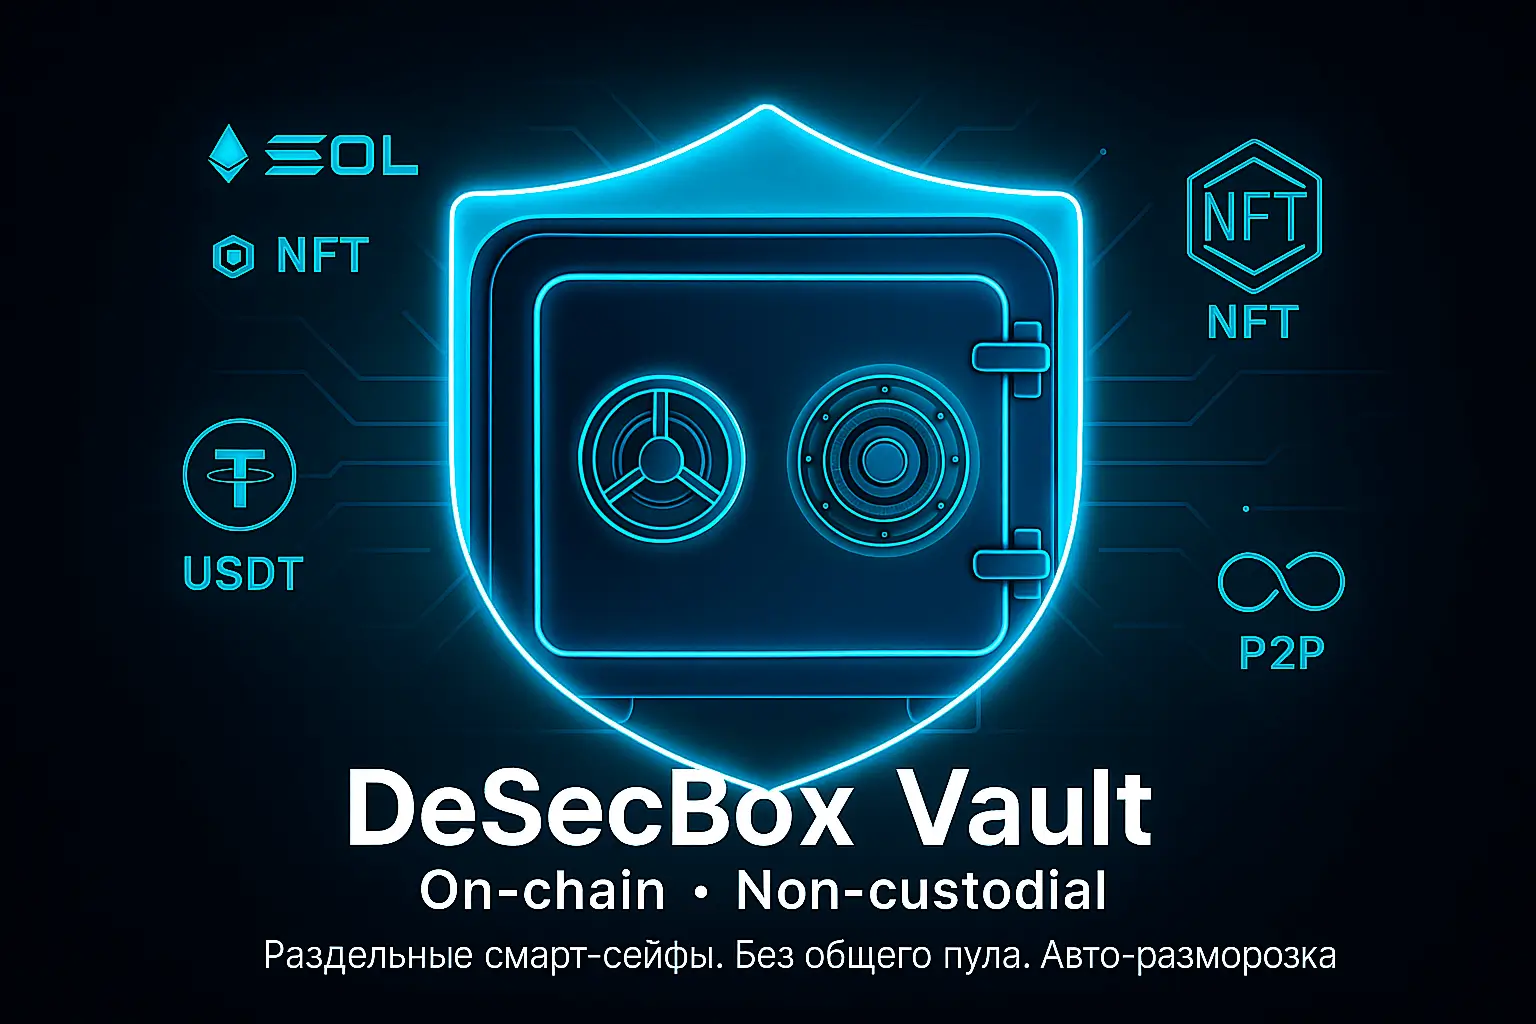 SOL
NFT
NFT
NFT
USDT
P2P
DeSecBox Vault
On-chain • Non-custodial
Раздельные смарт-сейфы. Без общего пула. Авто-разморозка